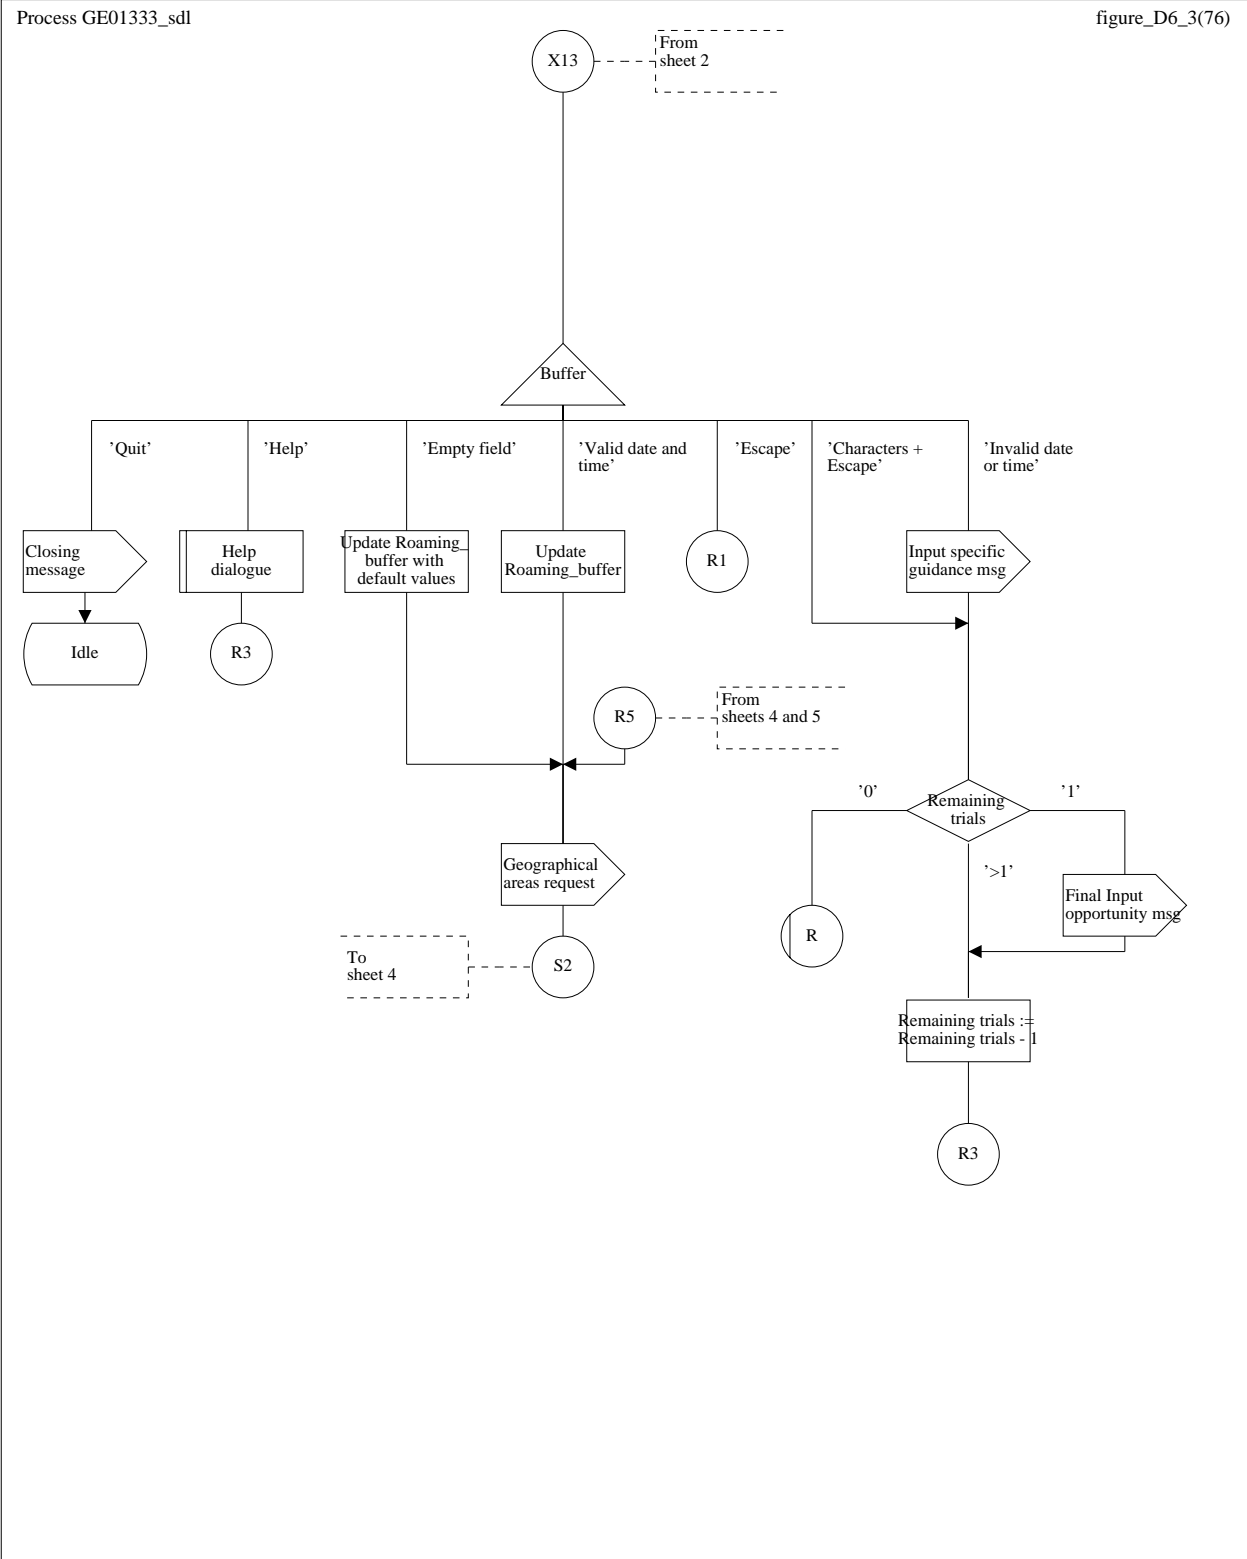 Process GE01333_sdl
figure_D6_3(76)
X13
From
sheet 2
Buffer
'Quit'
'Help'
'Empty field'
'Valid date and
time'
'Escape'
'Characters +
Escape'
'Invalid date
or time'
Closing
message
Help
dialogue
Update Roaming_
buffer with
default values
Update
Roaming_buffer
R1
Input specific
guidance msg
Idle
R3
R5
From
sheets 4 and 5
'0'
Remaining
trials
'1'
'>1'
Geographical
areas request
Final Input
opportunity msg
R
To
sheet 4
S2
Remaining trials :=
Remaining trials - 1
R3